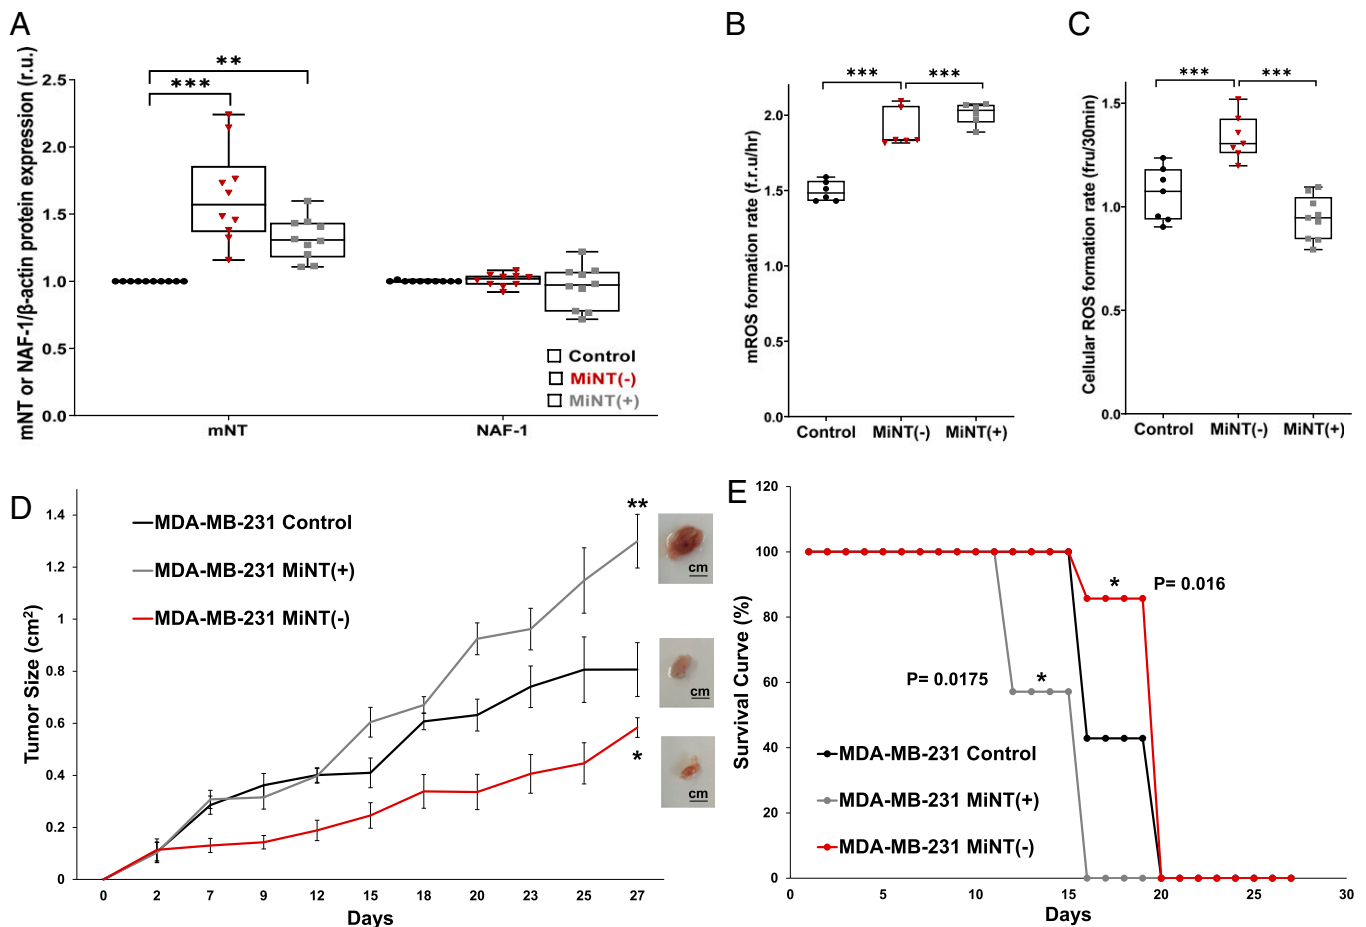 A
mNT or NAF-1/β-actin protein expression (r.u.)
2.5
2.0
1.5
1.0
0.5
0.0
**
***
Control
MiNT(-)
MiNT(+)
mNT
NAF-1
B
mROS formation rate (f.r.u/hr)
2.0
1.5
1.0
0.5
0.0
***
***
Control
MiNT(-)
MiNT(+)
C
Cellular ROS formation rate (fru/30min)
1.5
1.0
0.5
0.0
***
***
Control
MiNT(-)
MiNT(+)
D
Tumor Size (cm²)
1.4
1.2
1
0.8
0.6
0.4
0.2
0
MDA-MB-231 Control
MDA-MB-231 MiNT(+)
MDA-MB-231 MiNT(-)
**
*
cm
cm
cm
0 2 7 9 12 15 18 20 23 25 27
Days
E
Survival Curve (%)
120
100
80
60
40
20
0
* P= 0.016
P= 0.0175 *
MDA-MB-231 Control
MDA-MB-231 MiNT(+)
MDA-MB-231 MiNT(-)
0 5 10 15 20 25 30
Days